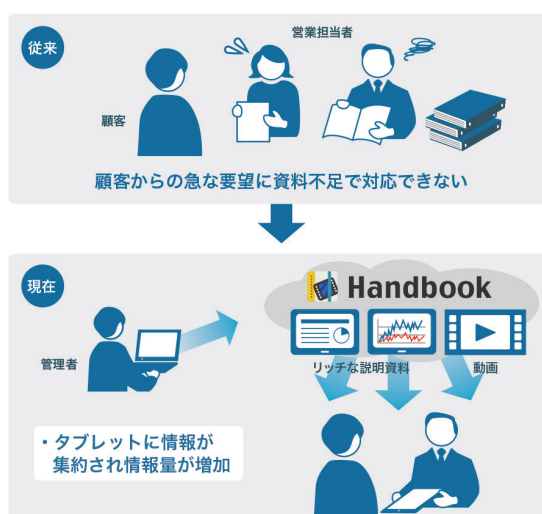 従来
営業担当者
顧客
顧客からの急な要望に資料不足で対応できない
現在
Handbook
管理者
リッチな説明資料
動画
・タブレットに情報が
集約され情報量が増加